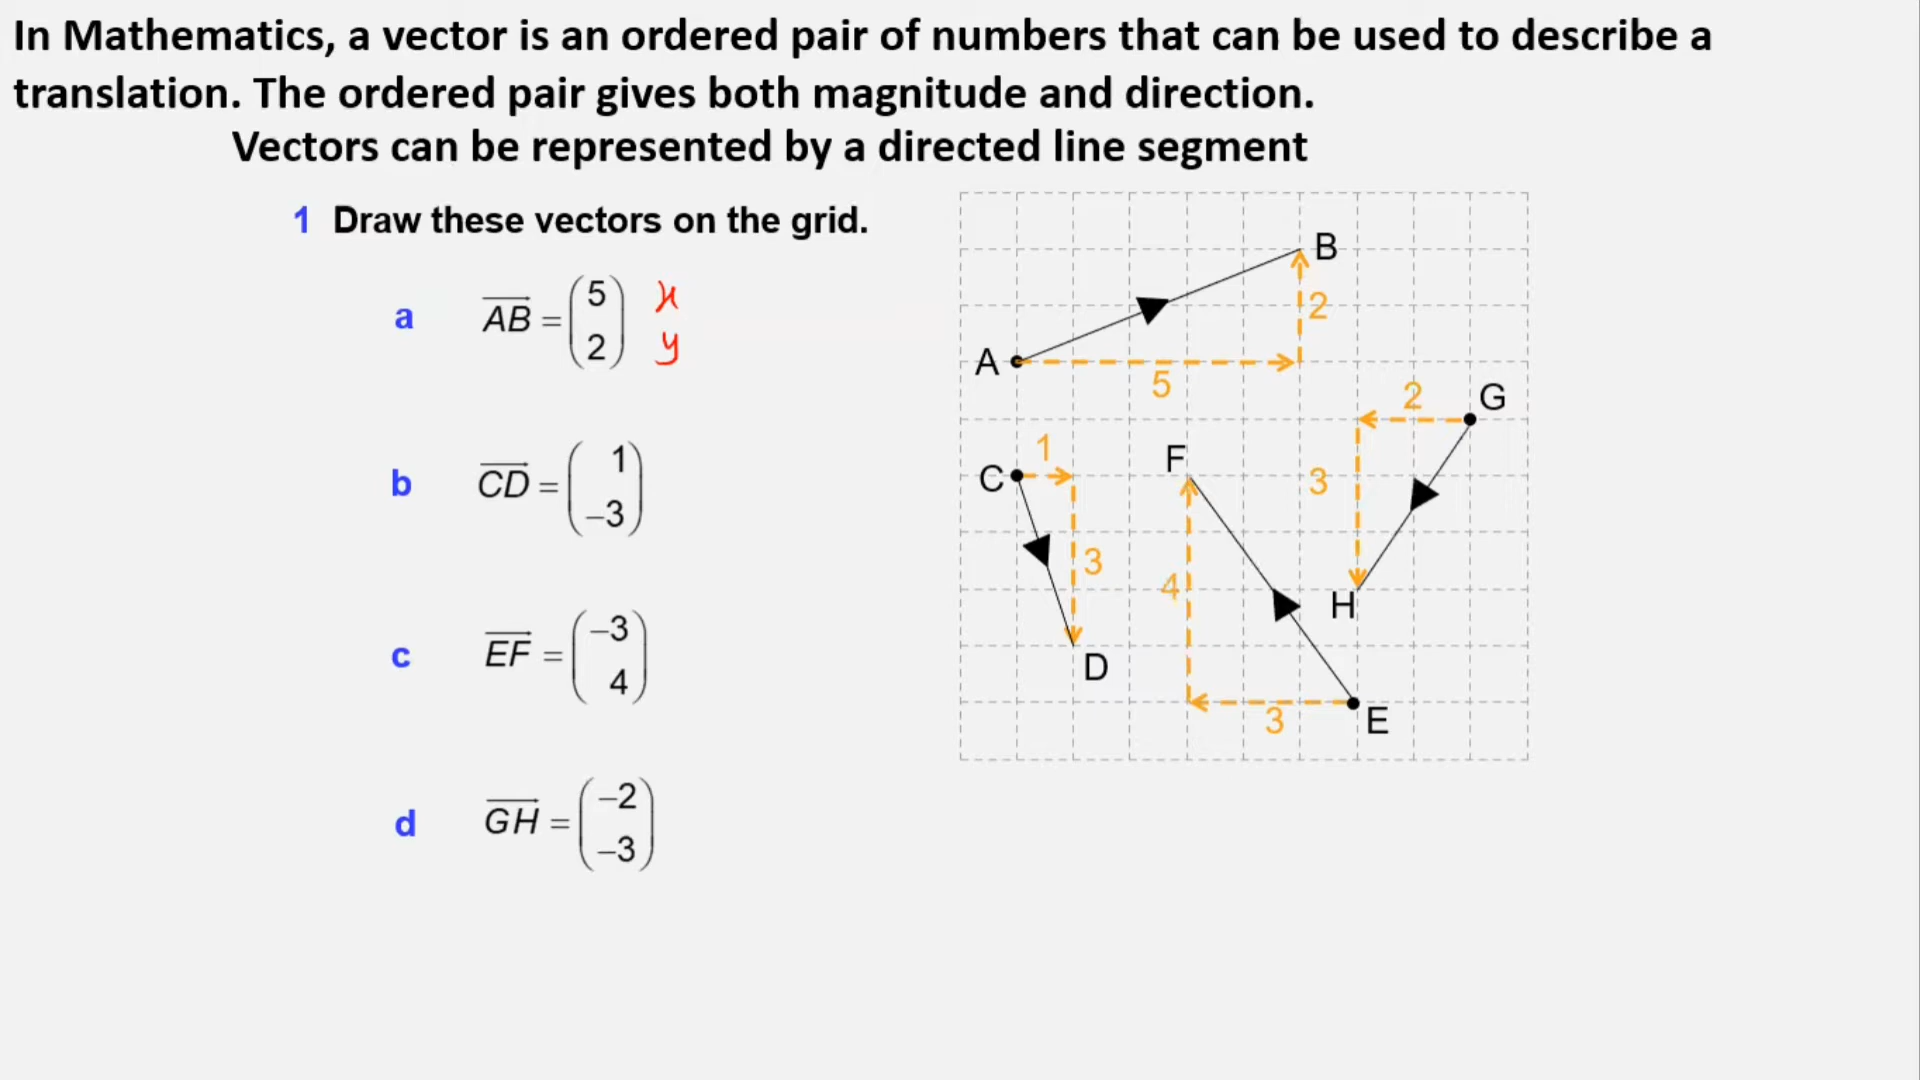 In Mathematics, a vector is an ordered pair of numbers that can be used to describe a
translation. The ordered pair gives both magnitude and direction.
Vectors can be represented by a directed line segment
1 Draw these vectors on the grid.
a AB = (5 2) x y
b CD = (1 –3)
c EF = (–3 4)
d GH = (–2 –3)
B
2
A
5
2 G
1
C
F
3
3
4
H
D
3
E